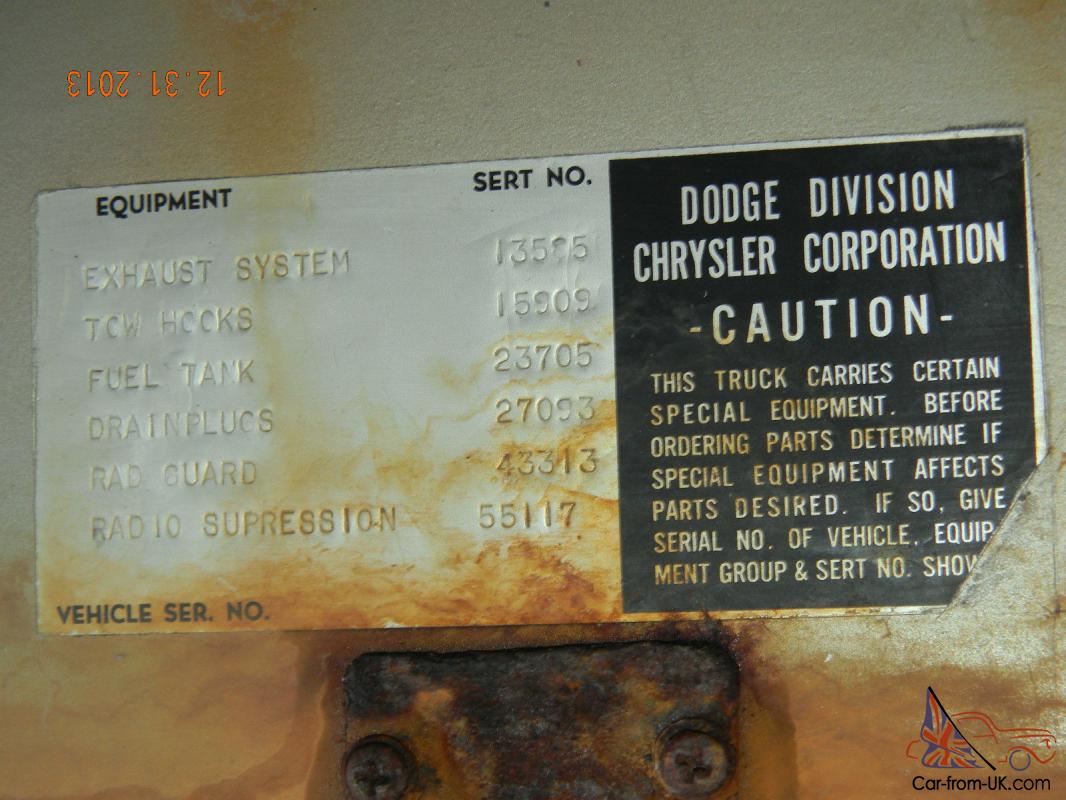 12.31.2013
EQUIPMENT SERT NO.
EXHAUST SYSTEM 13585
TOW HOOKS 15909
FUEL TANK 23705
DRAINPLUGS 27093
RAD GUARD 43313
RADIO SUPRESSION 55117
VEHICLE SER. NO.
DODGE DIVISION
CHRYSLER CORPORATION
-CAUTION-
THIS TRUCK CARRIES CERTAIN
SPECIAL EQUIPMENT. BEFORE
ORDERING PARTS DETERMINE IF
SPECIAL EQUIPMENT AFFECTS
PARTS DESIRED. IF SO, GIVE
SERIAL NO. OF VEHICLE, EQUIP-
MENT GROUP & SERT NO. SHOW
Car-from-UK.com